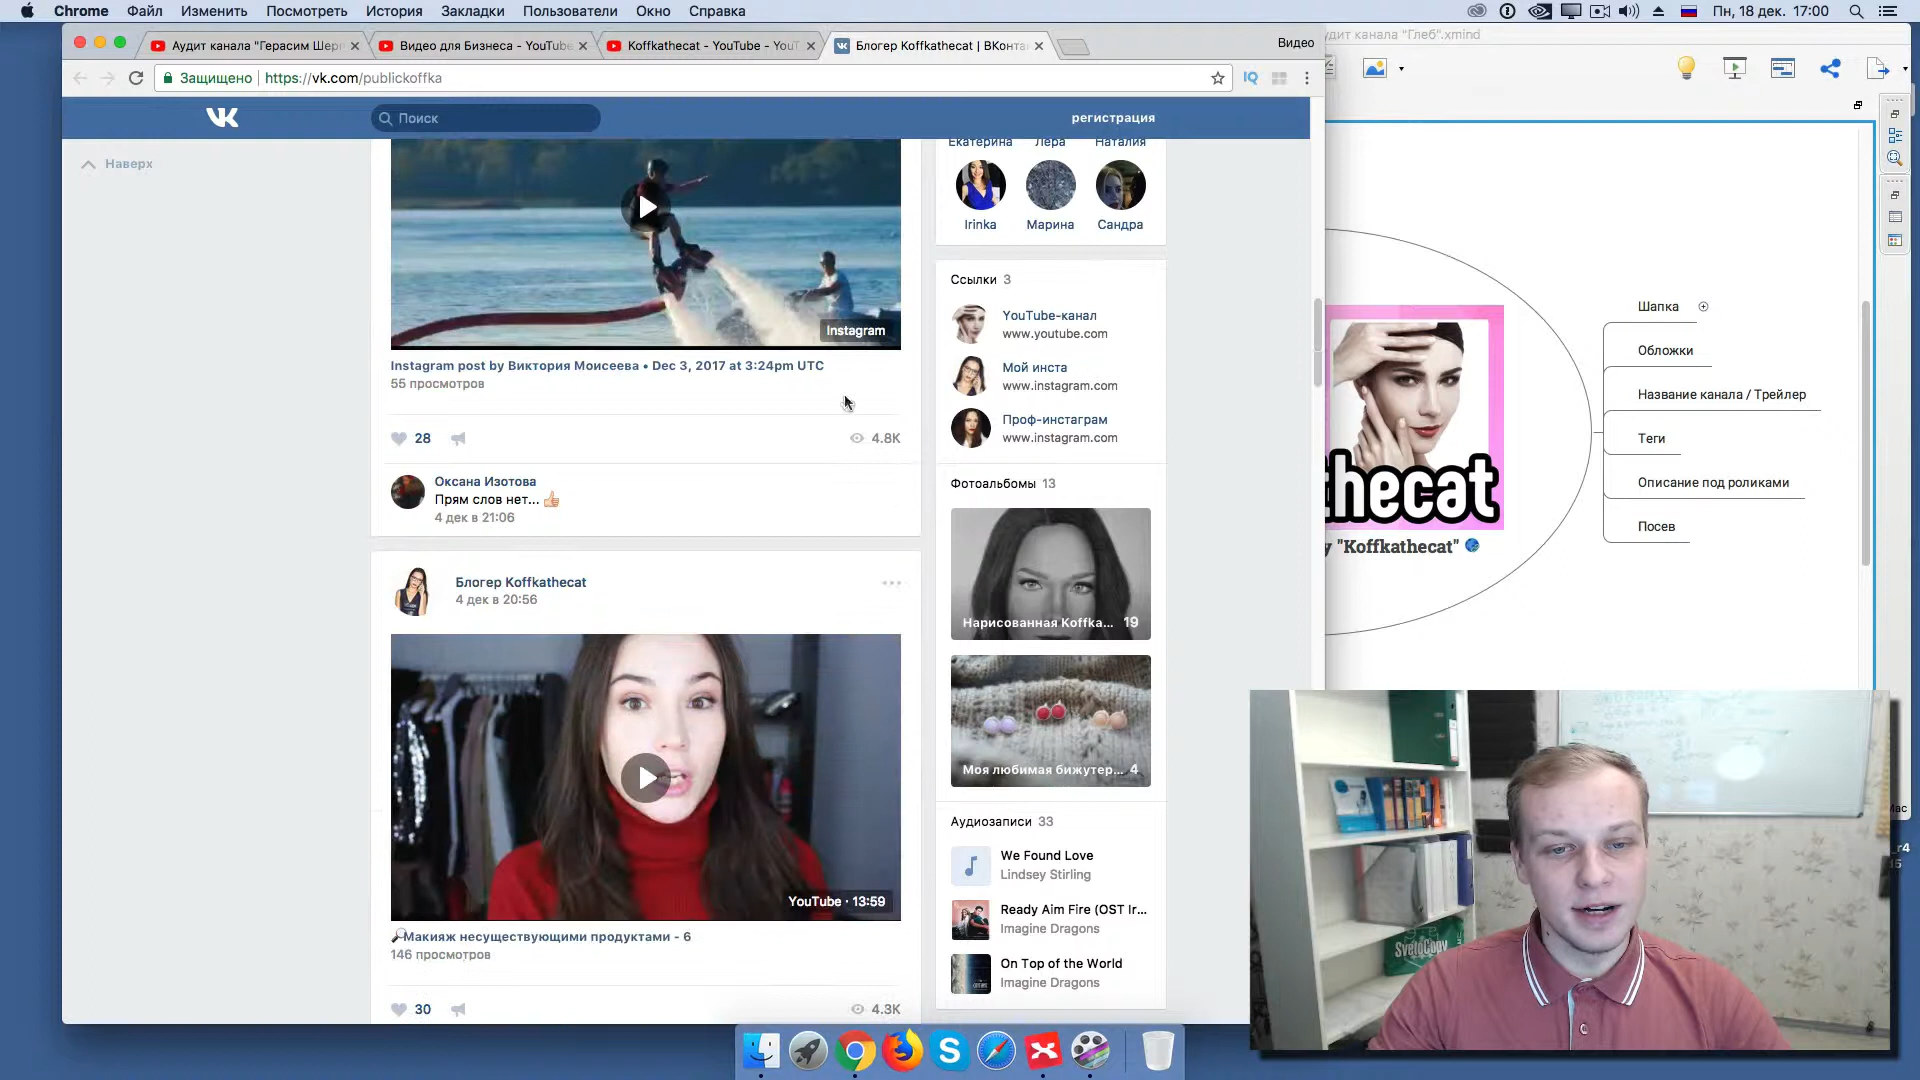 Chrome Файл Изменить Посмотреть История Закладки Пользователи Окно Справка
Пн, 18 дек. 17:00
Аудит канала "Герасим Шер
Видео для Бизнеса - YouTube
Koffkathecat - YouTube - YouT
Блогер Koffkathecat | ВКонта
Видео
Защищено https://vk.com/publickoffka
IQ
Поиск
регистрация
Наверх
Instagram
Instagram post by Виктория Моисеева • Dec 3, 2017 at 3:24pm UTC
55 просмотров
28
4.8K
Оксана Изотова
Прям слов нет...
4 дек в 21:06
Блогер Koffkathecat
4 дек в 20:56
YouTube · 13:59
Макияж несуществующими продуктами - 6
146 просмотров
30
4.3K
Екатерина Лера Наталия
Irinka Марина Сандра
Ссылки 3
YouTube-канал
www.youtube.com
Мой инста
www.instagram.com
Проф-инстаграм
www.instagram.com
Фотоальбомы 13
Нарисованная Koffka... 19
Моя любимая бижутер... 4
Аудиозаписи 33
We Found Love
Lindsey Stirling
Ready Aim Fire (OST Ir...
Imagine Dragons
On Top of the World
Imagine Dragons
удит канала "Глеб".xmind
thecat
у "Koffkathecat"
Шапка
Обложки
Название канала / Трейлер
Теги
Описание под роликами
Посев
SvetoCopy